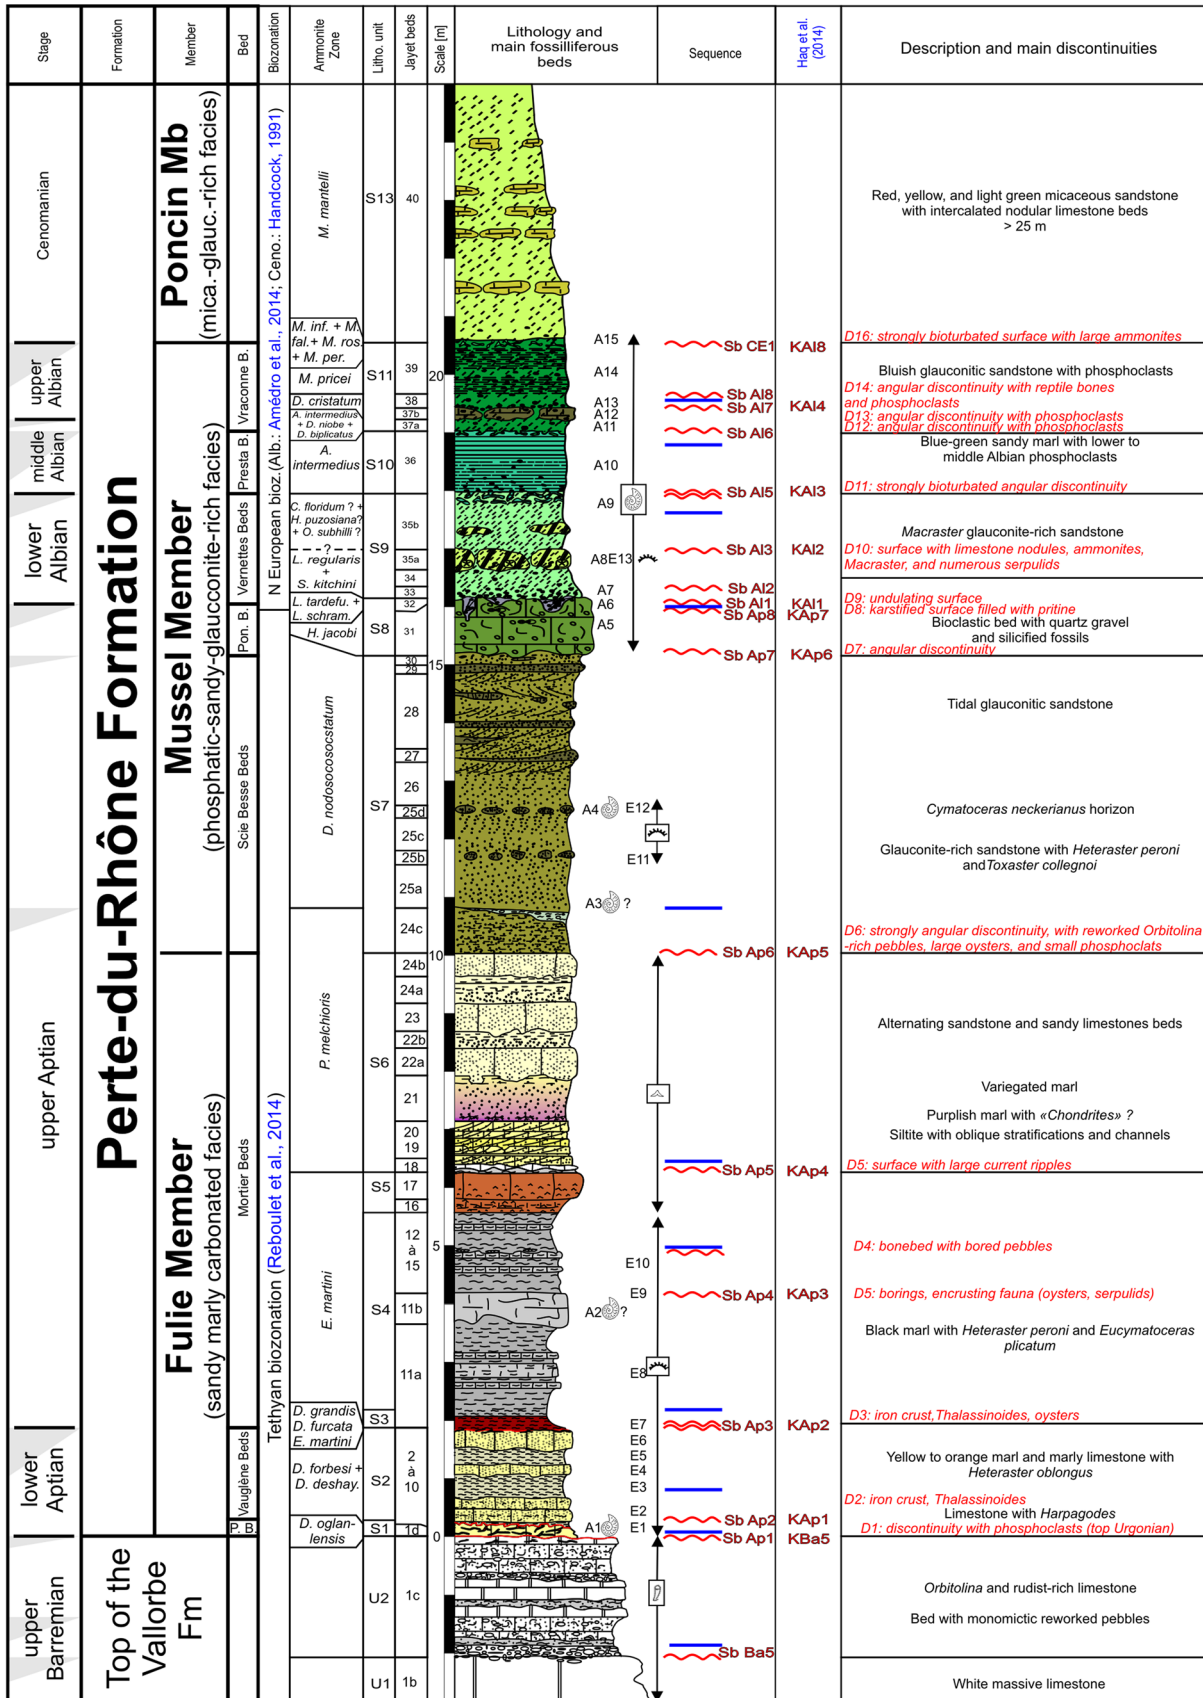 Stage
Formation
Member
Bed
Biozonation
Ammonite
Zone
Litho. unit
Jayet beds
Scale [m]
Lithology and
main fossilliferous
beds
Sequence
Haq et al.
(2014)
Description and main discontinuities
Cenomanian
upper
Albian
middle
Albian
lower
Albian
upper Aptian
lower
Aptian
upper
Barremian
Perte-du-Rhône Formation
Top of the
Vallorbe
Fm
Poncin Mb
(mica.-glauc.-rich facies)
Mussel Member
(phosphatic-sandy-glauconite-rich facies)
Fulie Member
(sandy marly carbonated facies)
Vraconne B.
Presta B.
Vernettes Beds
Pon. B.
Scie Besse Beds
Mortier Beds
Vauglène Beds
P. B.
N European bioz.(Alb.: Amédro et al., 2014; Ceno.: Handcock, 1991)
Tethyan biozonation (Reboulet et al., 2014)
M. mantelli
M. inf. + M.
fal.+ M. ros.
+ M. per.
M. pricei
D. cristatum
A. intermedius
+ D. niobe +
D. biplicatus
A.
intermedius
C. floridum ? +
H. puzosiana?
+ O. subhilli ?
?
L. regularis
+
S. kitchini
L. tardefu. +
L. schram.
H. jacobi
D. nodosocosostatum
P. melchioris
E. martini
D. grandis
D. furcata
E. martini
D. forbesi +
D. deshay.
D. oglan-
lensis
S13
S11
S10
S9
S8
S7
S6
S5
S4
S3
S2
S1
U2
U1
40
39
38
37b
37a
36
35b
35a
34
33
32
31
30
29
28
27
26
25d
25c
25b
25a
24c
24b
24a
23
22b
22a
21
20
19
18
17
16
12
à
15
11b
11a
2
à
10
1d
1c
1b
20
15
10
5
0
A15
A14
A13
A12
A11
A10
A9
A8E13
A7
A6
A5
A4 E12
E11
A3 ?
E10
E9
A2 ?
E8
E7
E6
E5
E4
E3
E2
A1 E1
Sb CE1 KAl8
Sb Al8
Sb Al7 KAl4
Sb Al6
Sb Al5 KAl3
Sb Al3 KAl2
Sb Al2
Sb Al1 KAl1
Sb Ap8 KAp7
Sb Ap7 KAp6
Sb Ap6 KAp5
Sb Ap5 KAp4
Sb Ap4 KAp3
Sb Ap3 KAp2
Sb Ap2 KAp1
Sb Ap1 KBa5
Sb Ba5
Red, yellow, and light green micaceous sandstone
with intercalated nodular limestone beds
> 25 m
D16: strongly bioturbated surface with large ammonites
Bluish glauconitic sandstone with phosphoclasts
D14: angular discontinuity with reptile bones
and phosphoclasts
D13: angular discontinuity with phosphoclasts
D12: angular discontinuity with phosphoclasts
Blue-green sandy marl with lower to
middle Albian phosphoclasts
D11: strongly bioturbated angular discontinuity
Macraster glauconite-rich sandstone
D10: surface with limestone nodules, ammonites,
Macraster, and numerous serpulids
D9: undulating surface
D8: karstified surface filled with pritine
Bioclastic bed with quartz gravel
and silicified fossils
D7: angular discontinuity
Tidal glauconitic sandstone
Cymatoceras neckerianus horizon
Glauconite-rich sandstone with Heteraster peroni
andToxaster collegnoi
D6: strongly angular discontinuity, with reworked Orbitolina
-rich pebbles, large oysters, and small phosphoclats
Alternating sandstone and sandy limestones beds
Variegated marl
Purplish marl with «Chondrites» ?
Siltite with oblique stratifications and channels
D5: surface with large current ripples
D4: bonebed with bored pebbles
D5: borings, encrusting fauna (oysters, serpulids)
Black marl with Heteraster peroni and Eucymatoceras
plicatum
D3: iron crust,Thalassinoides, oysters
Yellow to orange marl and marly limestone with
Heteraster oblongus
D2: iron crust, Thalassinoides
Limestone with Harpagodes
D1: discontinuity with phosphoclasts (top Urgonian)
Orbitolina and rudist-rich limestone
Bed with monomictic reworked pebbles
White massive limestone